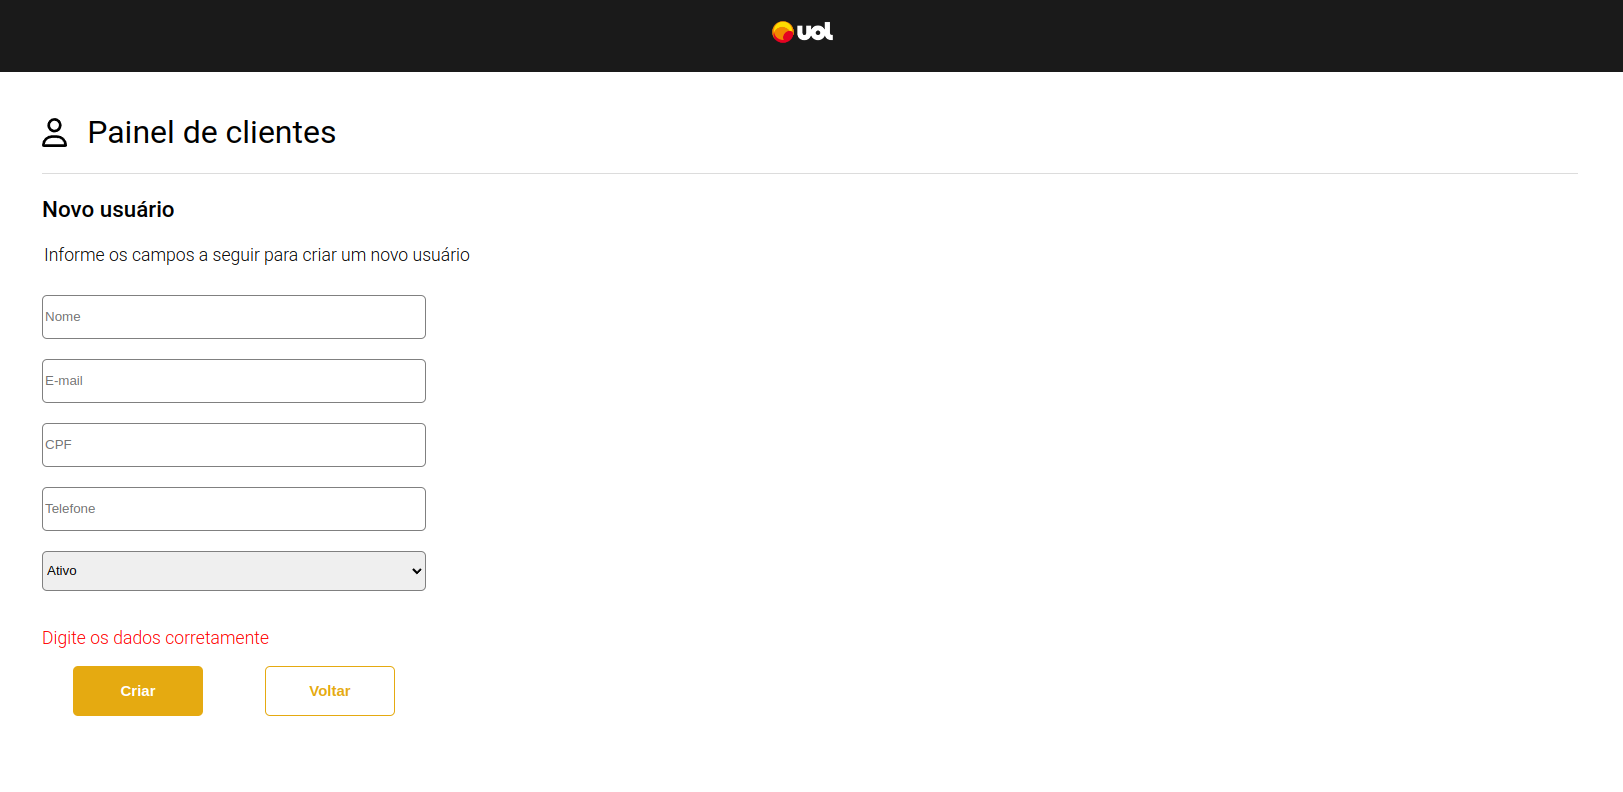 uol
Painel de clientes
Novo usuário
Informe os campos a seguir para criar um novo usuário
Nome
E-mail
CPF
Telefone
Ativo
Digite os dados corretamente
Criar
Voltar